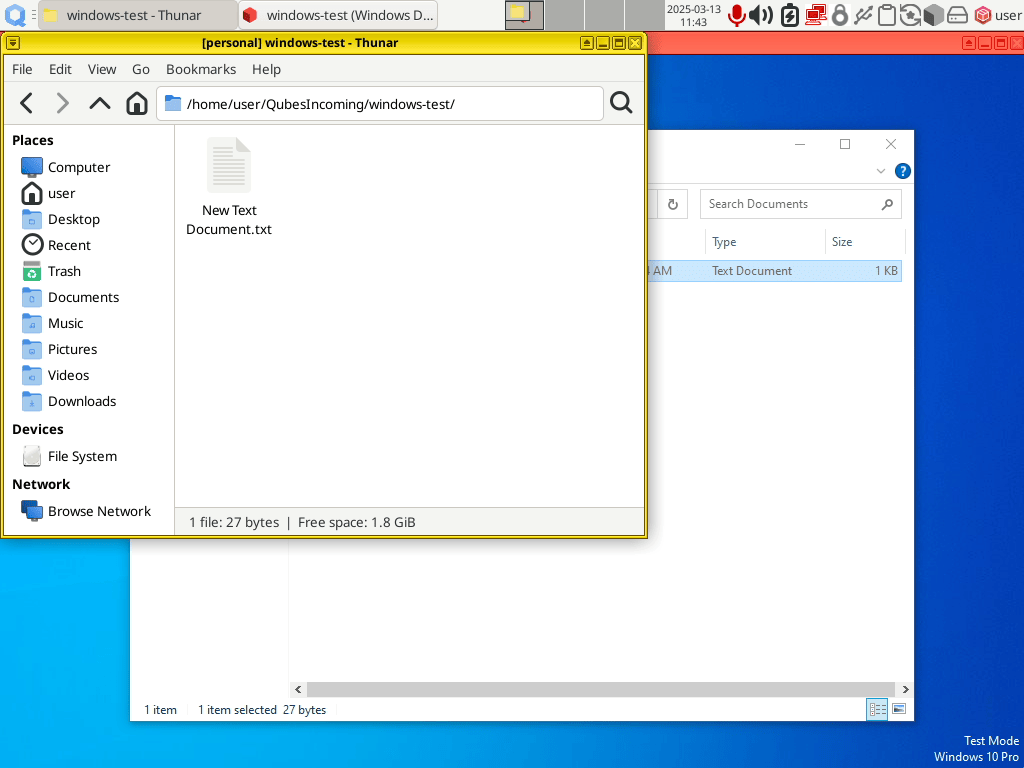 windows-test - Thunar
windows-test (Windows D...
2025-03-13
11:43
user
[personal] windows-test - Thunar
File Edit View Go Bookmarks Help
/home/user/QubesIncoming/windows-test/
Places
Computer
user
Desktop
Recent
Trash
Documents
Music
Pictures
Videos
Downloads
Devices
File System
Network
Browse Network
New Text
Document.txt
1 file: 27 bytes | Free space: 1.8 GiB
?
Search Documents
Type Size
AM Text Document 1 KB
1 item 1 item selected 27 bytes
Test Mode
Windows 10 Pro